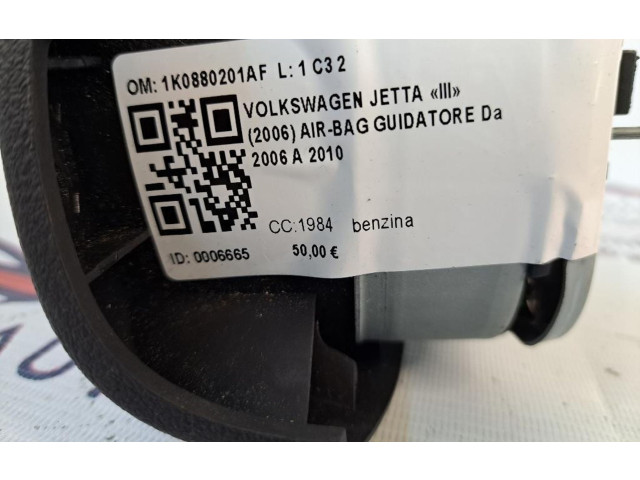 OM: 1K0880201AF L: 1 C3 2
VOLKSWAGEN JETTA «III»
(2006) AIR-BAG GUIDATORE Da
2006 A 2010
CC:1984 benzina
ID: 0006665 50,00 €